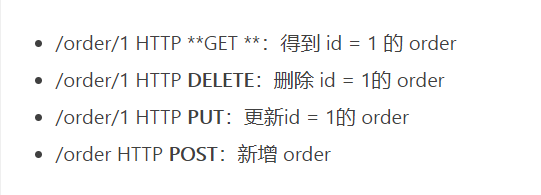 /order/1 HTTP **GET **：得到 id = 1 的 order
/order/1 HTTP DELETE：删除 id = 1的 order
/order/1 HTTP PUT：更新id = 1的 order
/order HTTP POST：新增 order